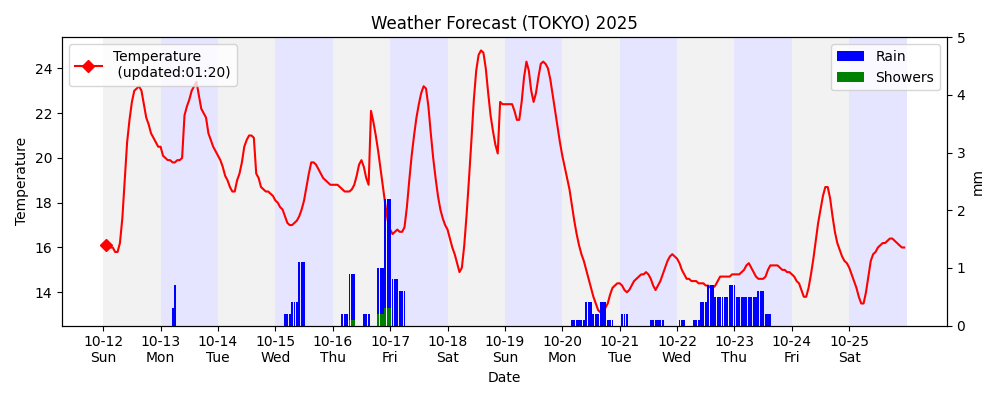 Weather Forecast (TOKYO) 2025
Temperature
(updated:01:20)
Rain
Showers
Temperature
24
22
20
18
16
14
5
4
3
2
1
0
mm
10-12 10-13 10-14 10-15 10-16 10-17 10-18 10-19 10-20 10-21 10-22 10-23 10-24 10-25
Sun Mon Tue Wed Thu Fri Sat Sun Mon Tue Wed Thu Fri Sat
Date